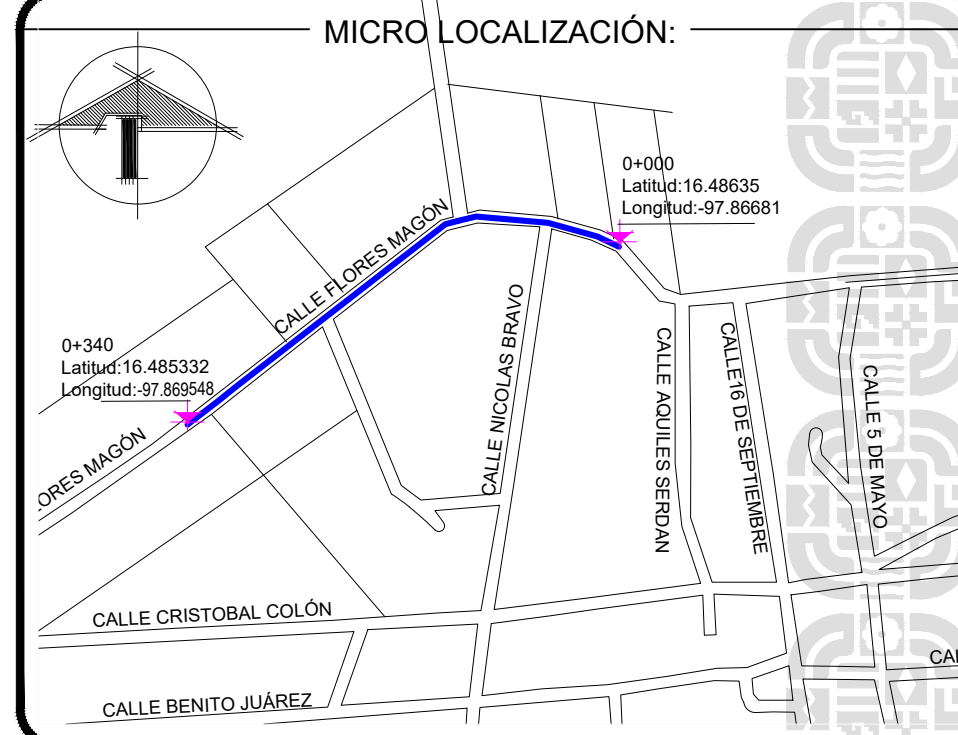 MICRO LOCALIZACIÓN:
0+000
Latitud:16.48635
Longitud:-97.86681
CALLE FLORES MAGÓN
0+340
Latitud:16.485332
Longitud:-97.869548
ORES MAGÓN
CALLE NICOLAS BRAVO
CALLE AQUILES SERDAN
CALLE16 DE SEPTIEMBRE
CALLE 5 DE MAYO
CALLE CRISTOBAL COLÓN
CALLE BENITO JUÁREZ
CAL